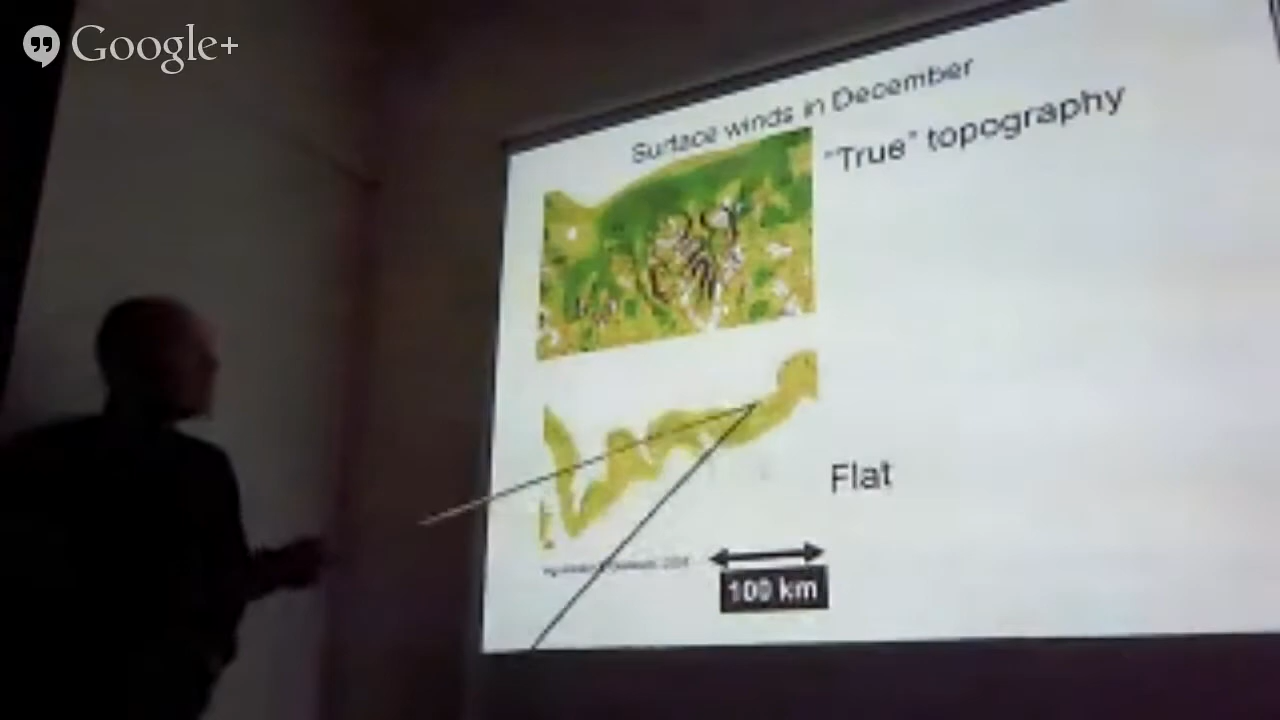 Google+
Surface winds in December
"True" topography
Flat
100 km